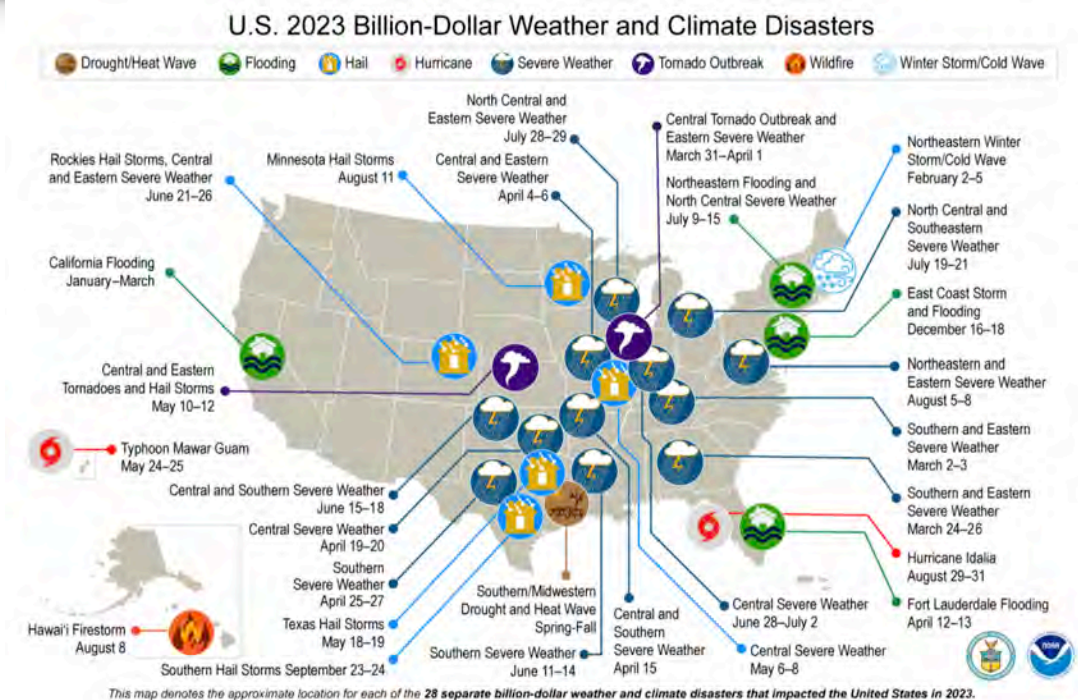 U.S. 2023 Billion-Dollar Weather and Climate Disasters
Drought/Heat Wave
Flooding
Hail
Hurricane
Severe Weather
Tornado Outbreak
Wildfire
Winter Storm/Cold Wave
North Central and
Eastern Severe Weather
July 28–29
Central Tornado Outbreak and
Eastern Severe Weather
March 31–April 1
Northeastern Winter
Storm/Cold Wave
February 2–5
Rockies Hail Storms, Central
and Eastern Severe Weather
June 21–26
Minnesota Hail Storms
August 11
Central and Eastern
Severe Weather
April 4–6
Northeastern Flooding and
North Central Severe Weather
July 9–15
North Central and
Southeastern
Severe Weather
July 19–21
California Flooding
January–March
East Coast Storm
and Flooding
December 16–18
Central and Eastern
Tornadoes and Hail Storms
May 10–12
Northeastern and
Eastern Severe Weather
August 5–8
Typhoon Mawar Guam
May 24–25
Southern and Eastern
Severe Weather
March 2–3
Central and Southern Severe Weather
June 15–18
Southern and Eastern
Severe Weather
March 24–26
Central Severe Weather
April 19–20
Hurricane Idalia
August 29–31
Southern
Severe Weather
April 25–27
Southern/Midwestern
Drought and Heat Wave
Spring-Fall
Central and
Southern
Severe Weather
April 15
Central Severe Weather
June 28–July 2
Fort Lauderdale Flooding
April 12–13
Hawai'i Firestorm
August 8
Texas Hail Storms
May 18–19
Southern Severe Weather
June 11–14
Central Severe Weather
May 6–8
Southern Hail Storms September 23–24
NOAA
This map denotes the approximate location for each of the 28 separate billion-dollar weather and climate disasters that impacted the United States in 2023.